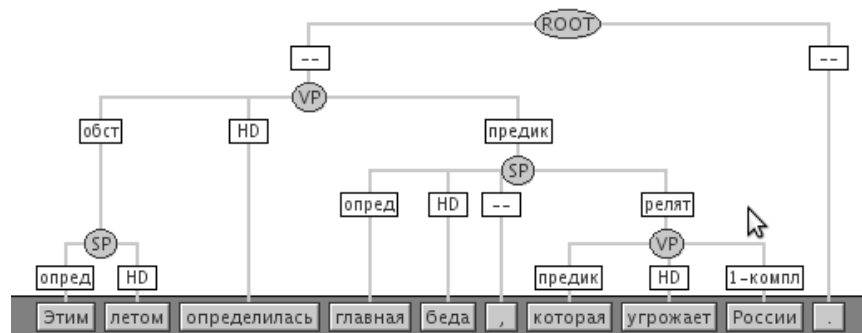 ROOT
-- --
VP
обст HD предик
SP
опред HD -- релят
SP VP
опред HD предик HD 1-компл
Этим летом определилась главная беда , которая угрожает России .